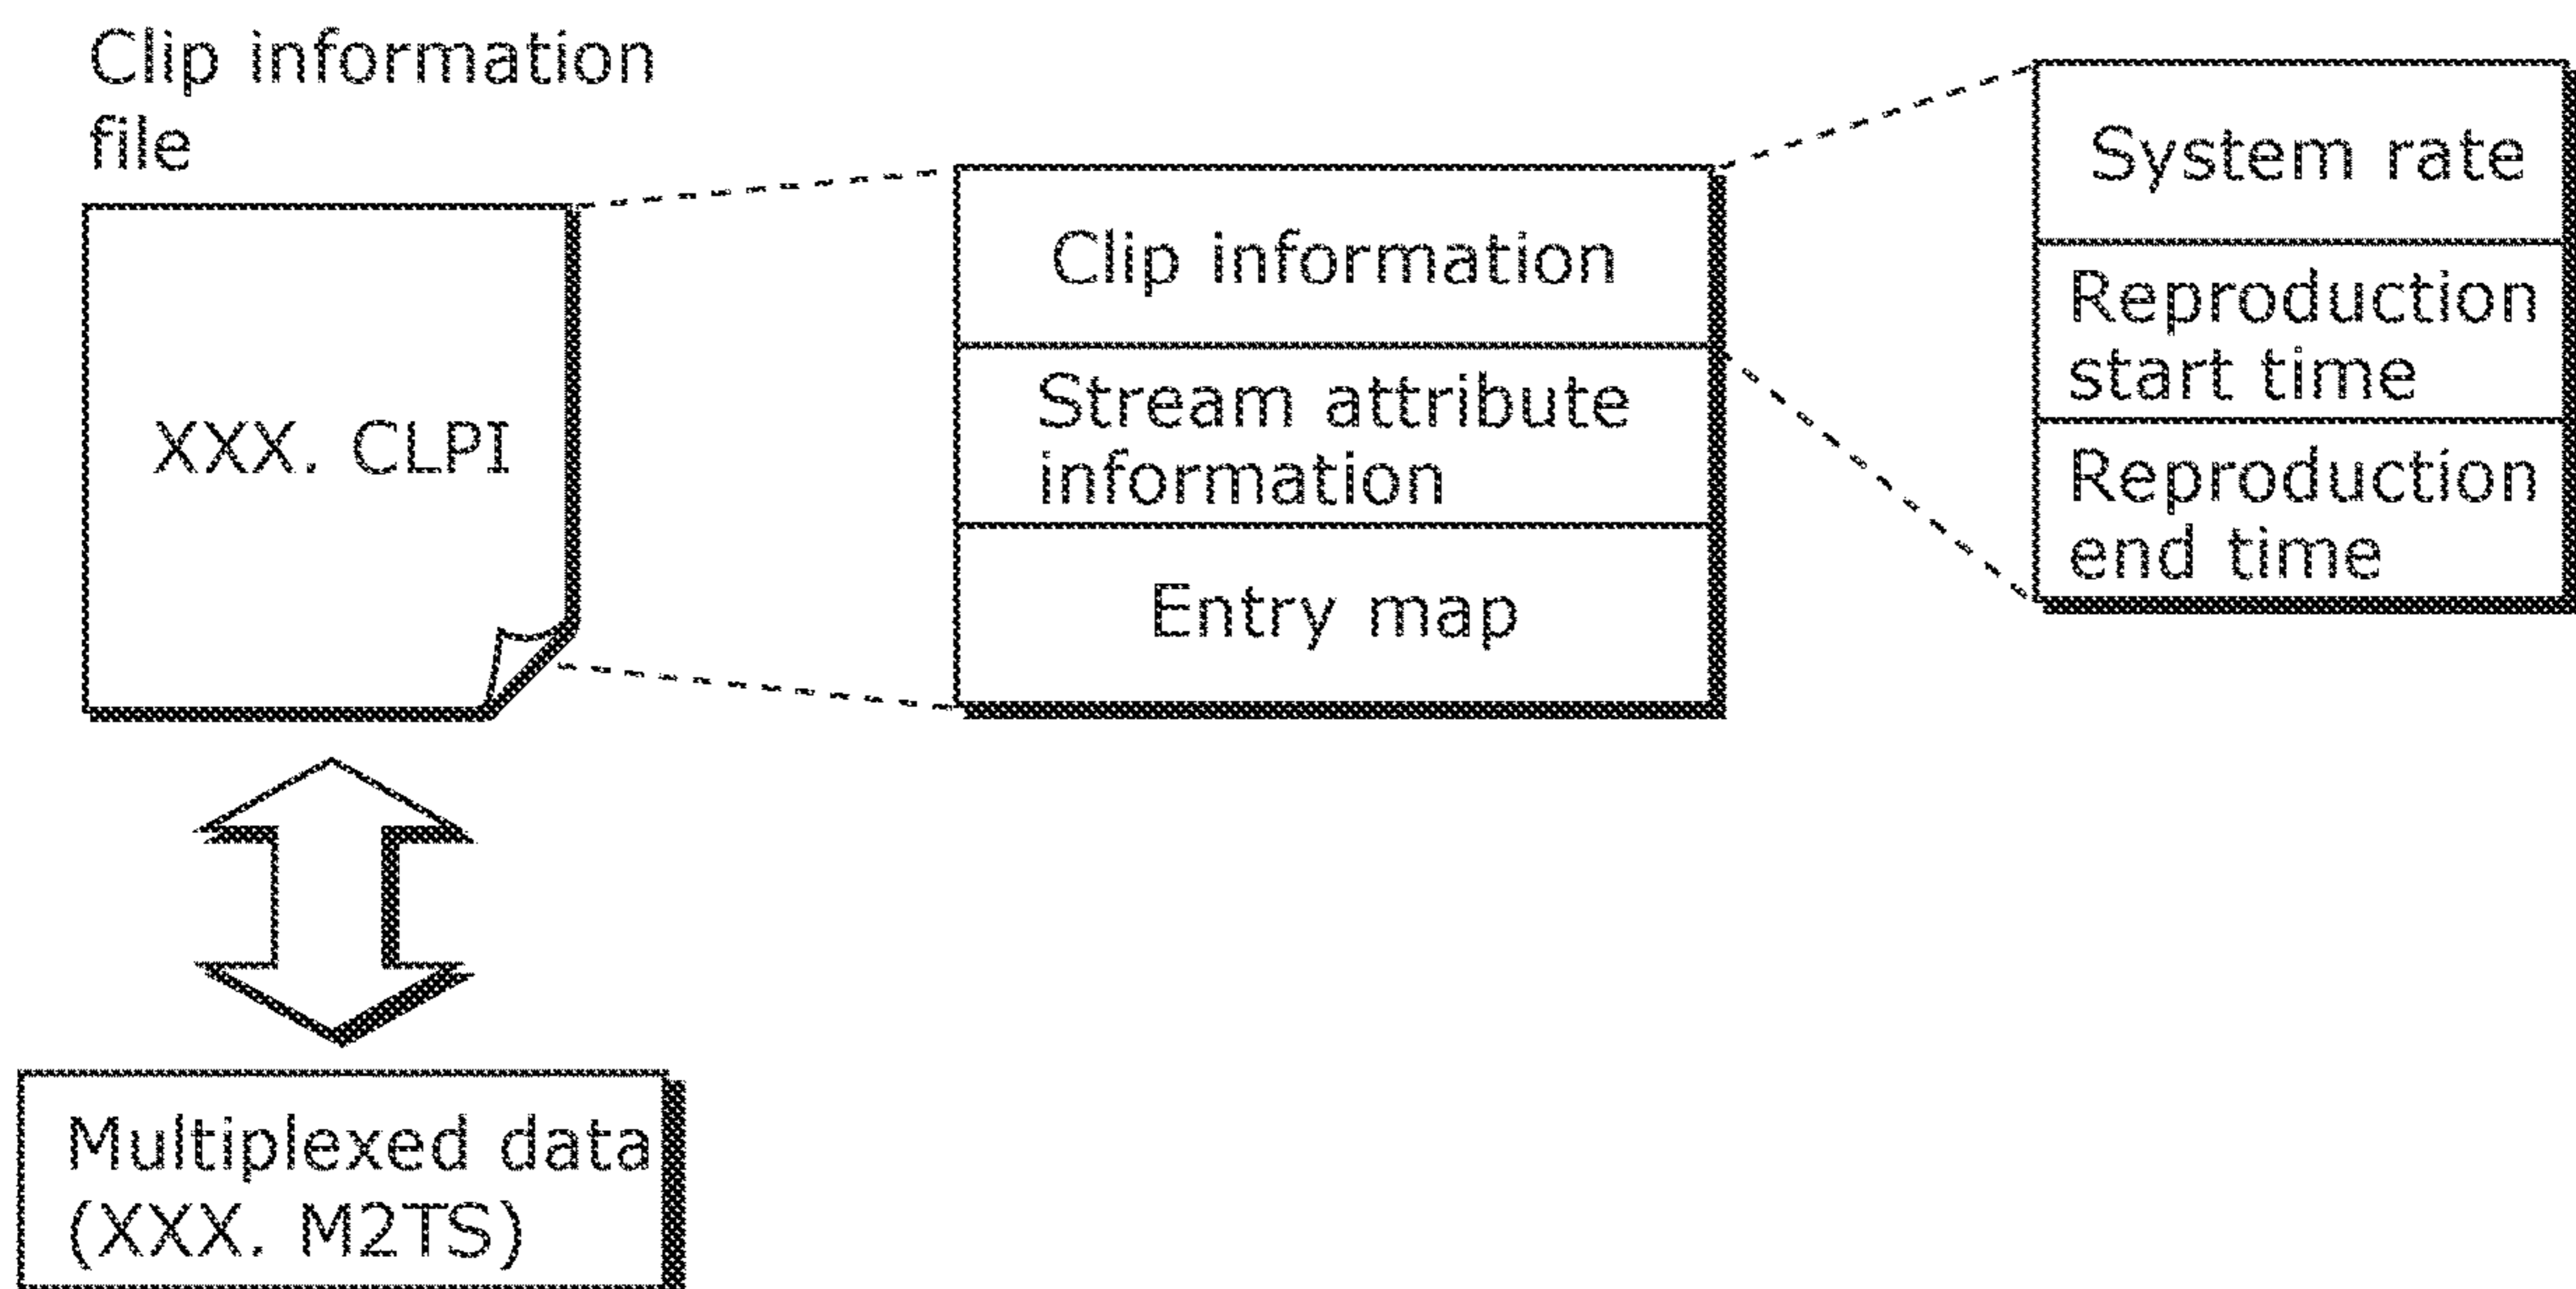 Clip information
file
XXX. CLPI
Clip information
Stream attribute
information
Entry map
System rate
Reproduction
start time
Reproduction
end time
Multiplexed data
(XXX. M2TS)